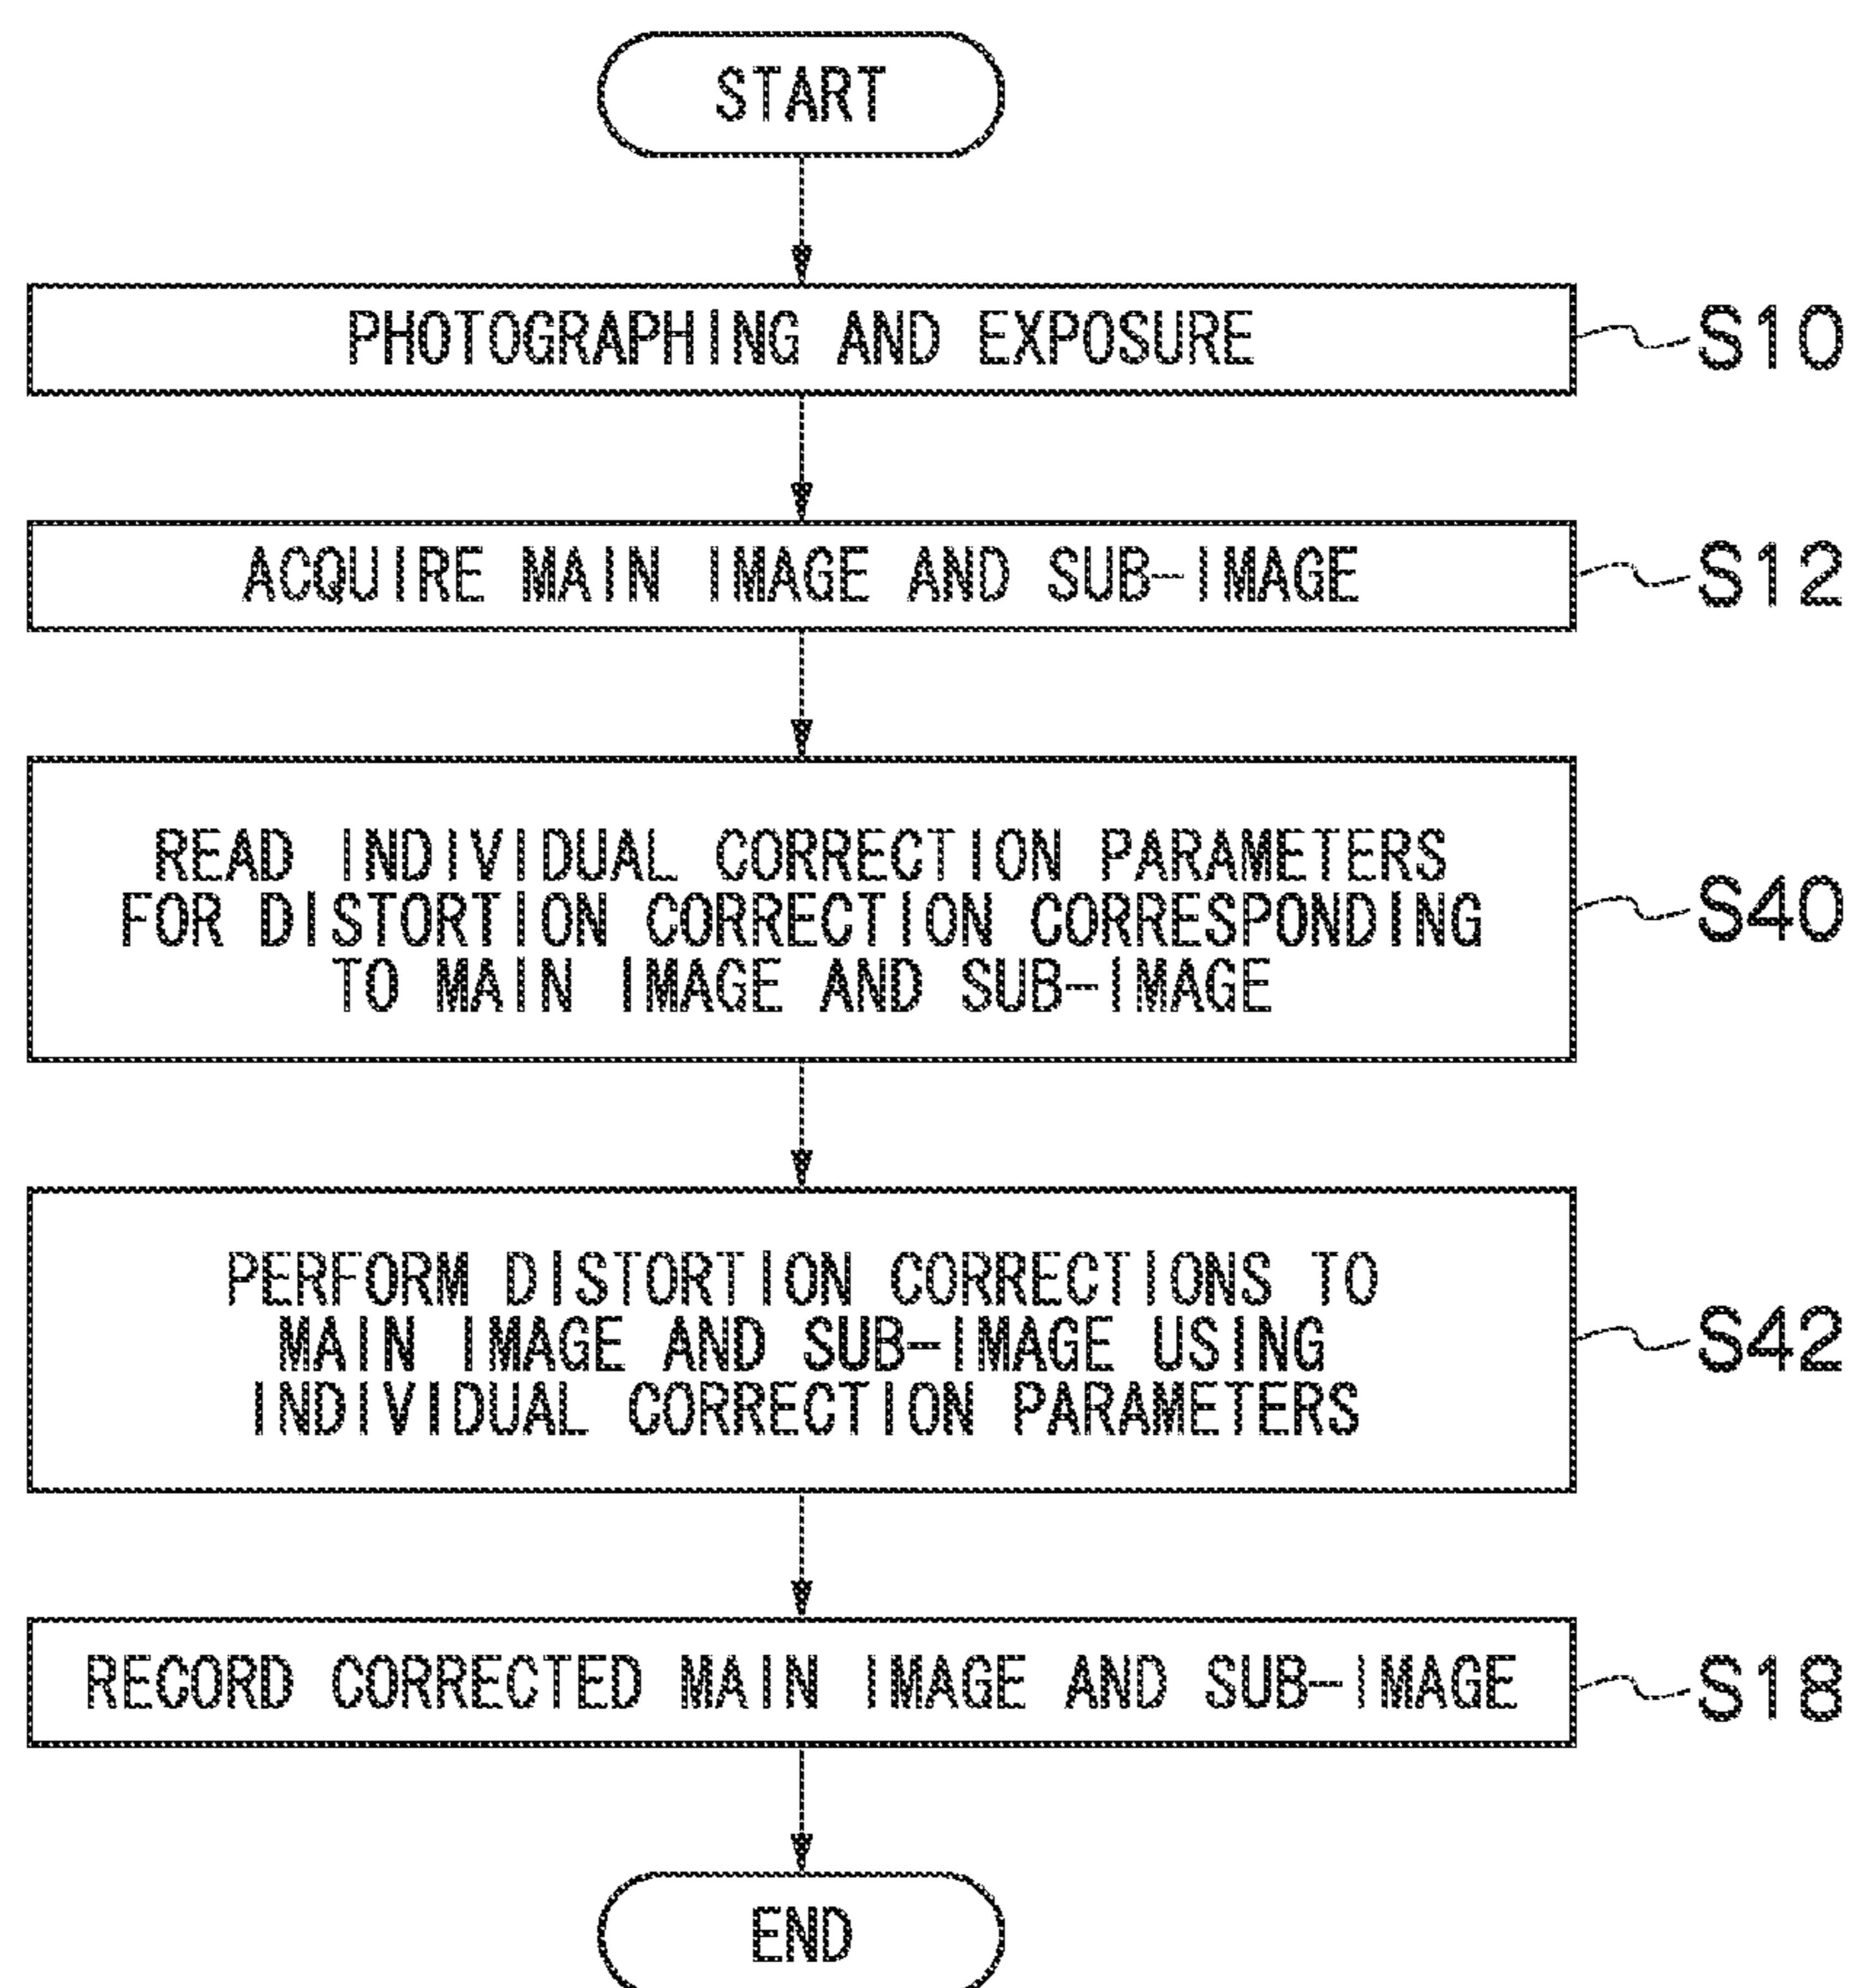 START
PHOTOGRAPHING AND EXPOSURE
S10
ACQUIRE MAIN IMAGE AND SUB-IMAGE
S12
READ INDIVIDUAL CORRECTION PARAMETERS
FOR DISTORTION CORRECTION CORRESPONDING
TO MAIN IMAGE AND SUB-IMAGE
S40
PERFORM DISTORTION CORRECTIONS TO
MAIN IMAGE AND SUB-IMAGE USING
INDIVIDUAL CORRECTION PARAMETERS
S42
RECORD CORRECTED MAIN IMAGE AND SUB-IMAGE
S18
END